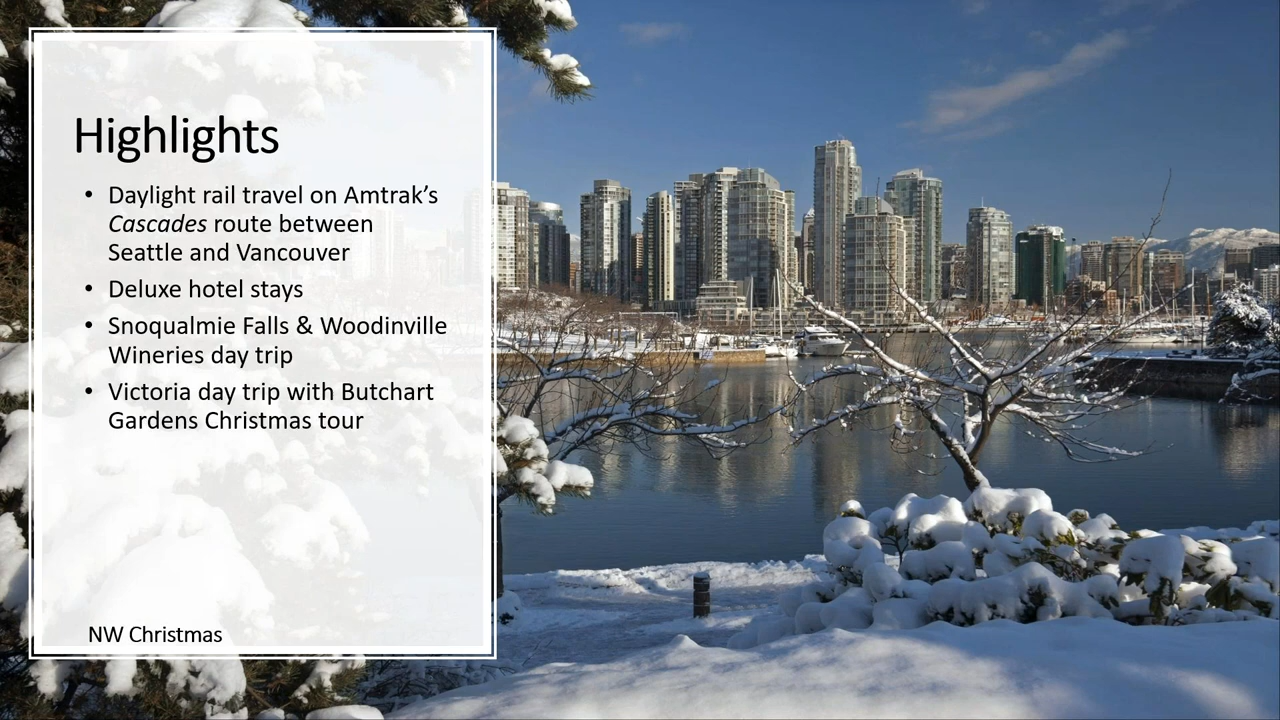 Highlights
• Daylight rail travel on Amtrak’s
Cascades route between
Seattle and Vancouver
• Deluxe hotel stays
• Snoqualmie Falls & Woodinville
Wineries day trip
• Victoria day trip with Butchart
Gardens Christmas tour
NW Christmas